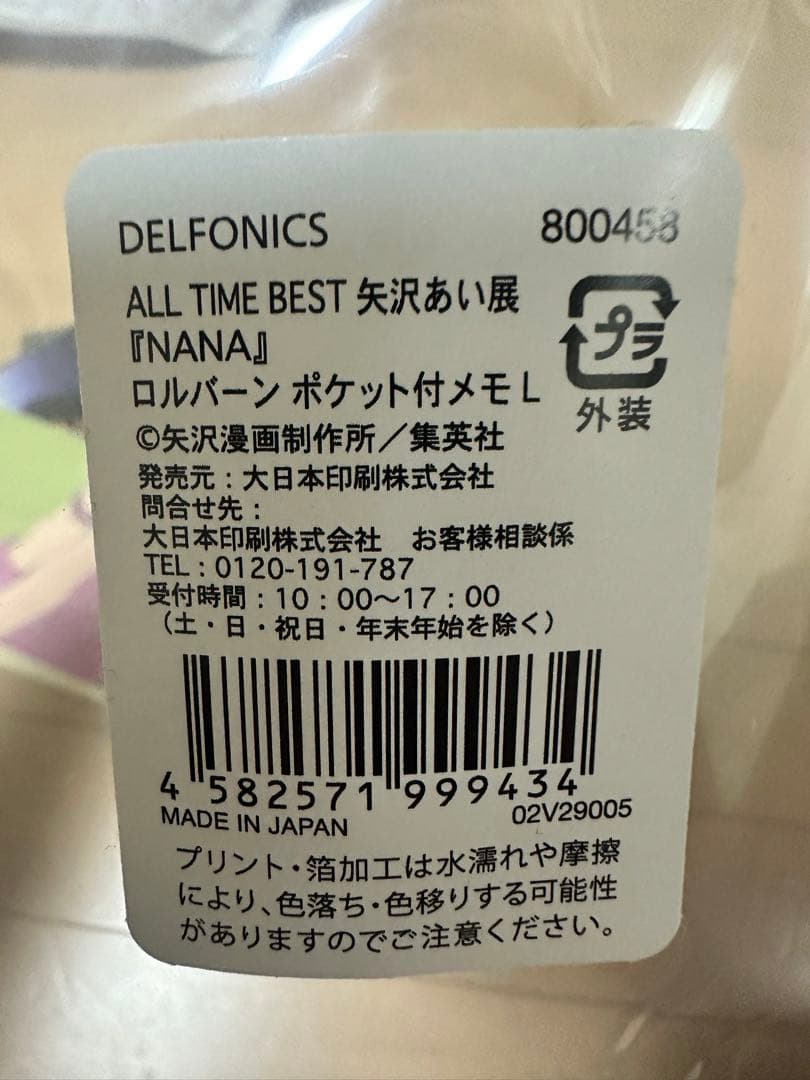 DELFONICS 800458
ALL TIME BEST 矢沢あい展
『NANA』
ロルバーン ポケット付メモL
プラ
外装
©矢沢漫画制作所／集英社
発売元：大日本印刷株式会社
問合せ先：
大日本印刷株式会社　お客様相談係
TEL：0120-191-787
受付時間：10：00〜17：00
（土・日・祝日・年末年始を除く）
4 582571 999434
MADE IN JAPAN 02V29005
プリント・箔加工は水濡れや摩擦
により、色落ち・色移りする可能性
がありますのでご注意ください。